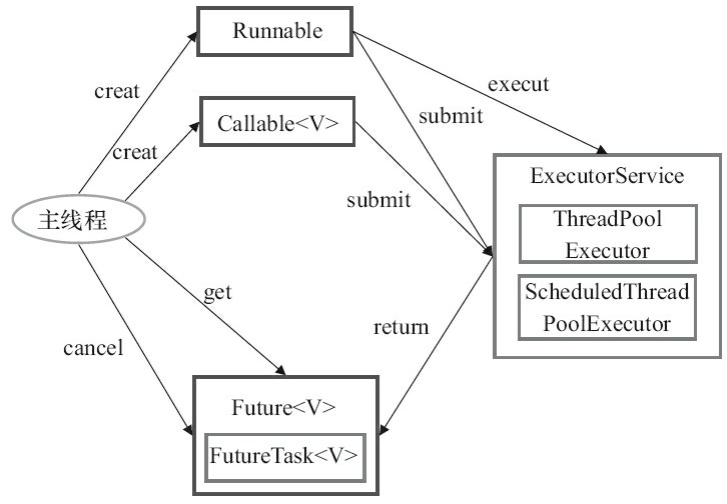 Runnable
creat
execut
submit
Callable<V>
creat
ExecutorService
submit
主线程
ThreadPool
Executor
ScheduledThread
PoolExecutor
get
return
cancel
Future<V>
FutureTask<V>